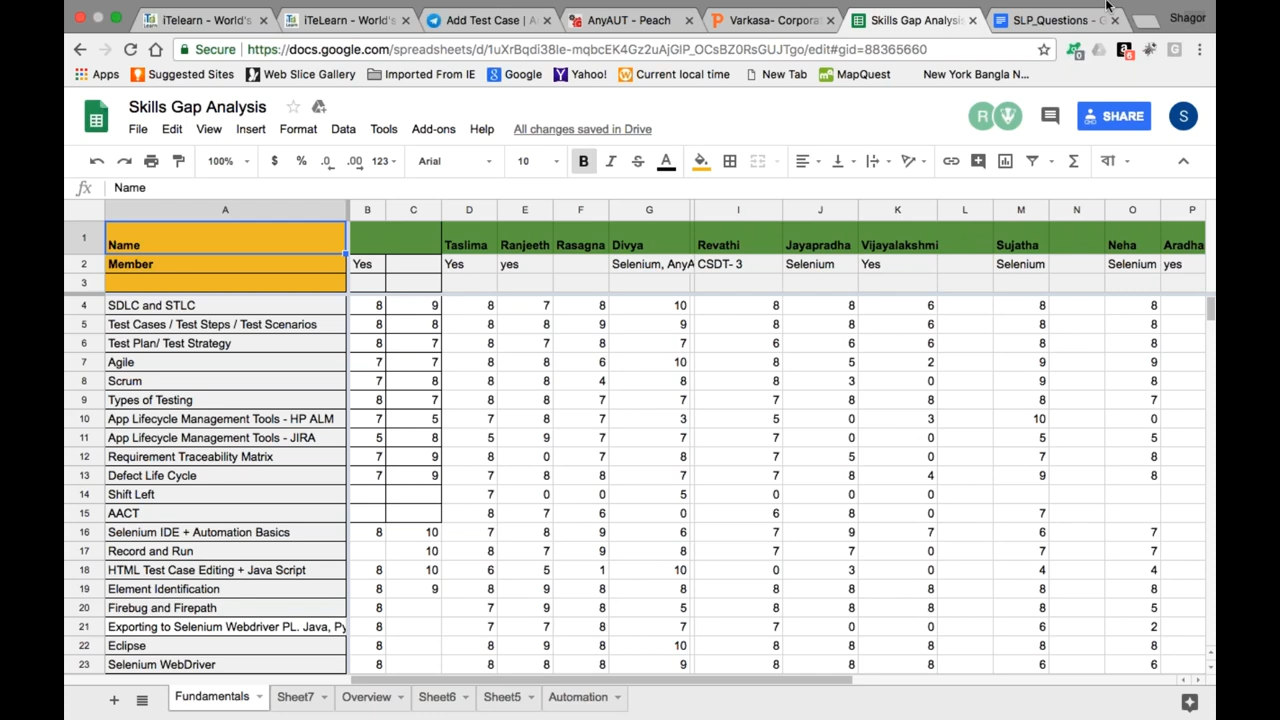 iTelearn - World's
iTelearn - World's
Add Test Case | A
AnyAUT - Peach
Varkasa- Corporat
Skills Gap Analysis
SLP_Questions - G
Shagor
Secure
https://docs.google.com/spreadsheets/d/1uXrBqdi38Ie-mqbcEK4Gz2uAjGlP_OCsBZ0RsGUJTgo/edit#gid=88365660
0
6
Apps Suggested Sites Web Slice Gallery Imported From IE Google Yahoo! Current local time New Tab MapQuest New York Bangla N...
Skills Gap Analysis
R
SHARE
S
File Edit View Insert Format Data Tools Add-ons Help All changes saved in Drive
100% $ % .0 .00 123 Arial 10 B I S A বা
fx Name
A B C D E F G H I J K L M N O P
1 Name Taslima Ranjeeth Rasagna Divya Revathi Jayapradha Vijayalakshmi Sujatha Neha Aradha
2 Member Yes Yes yes Selenium, AnyA CSDT- 3 Selenium Yes Selenium Selenium yes
3
4 SDLC and STLC 8 9 8 7 8 10 8 8 6 8 8
5 Test Cases / Test Steps / Test Scenarios 8 8 8 8 9 9 8 8 6 8 8
6 Test Plan/ Test Strategy 8 7 8 7 8 7 6 6 6 8 8
7 Agile 7 7 8 8 6 10 8 5 2 9 9
8 Scrum 7 8 8 8 4 8 8 3 0 9 8
9 Types of Testing 8 7 8 8 7 7 7 8 8 8 7
10 App Lifecycle Management Tools - HP ALM 7 5 7 8 7 3 5 0 3 10 0
11 App Lifecycle Management Tools - JIRA 5 8 5 9 7 7 7 0 0 5 5
12 Requirement Traceability Matrix 7 9 8 0 7 8 7 5 0 7 8
13 Defect Life Cycle 7 9 8 8 8 7 7 8 4 9 8
14 Shift Left 7 0 0 5 0 0 0
15 AACT 8 7 6 0 6 8 0 7
16 Selenium IDE + Automation Basics 8 10 7 8 9 6 7 9 7 6 7
17 Record and Run 10 8 7 9 8 7 7 0 7 7
18 HTML Test Case Editing + Java Script 8 10 6 5 1 10 0 3 0 4 4
19 Element Identification 8 9 8 9 8 8 8 8 8 8 8
20 Firebug and Firepath 8 7 9 8 5 8 8 8 8 5
21 Exporting to Selenium Webdriver PL. Java, Py 8 7 7 8 7 7 0 0 6 2
22 Eclipse 8 8 9 8 10 8 8 8 8 8
23 Selenium WebDriver 8 8 8 8 9 8 8 8 6 6
Fundamentals Sheet7 Overview Sheet6 Sheet5 Automation